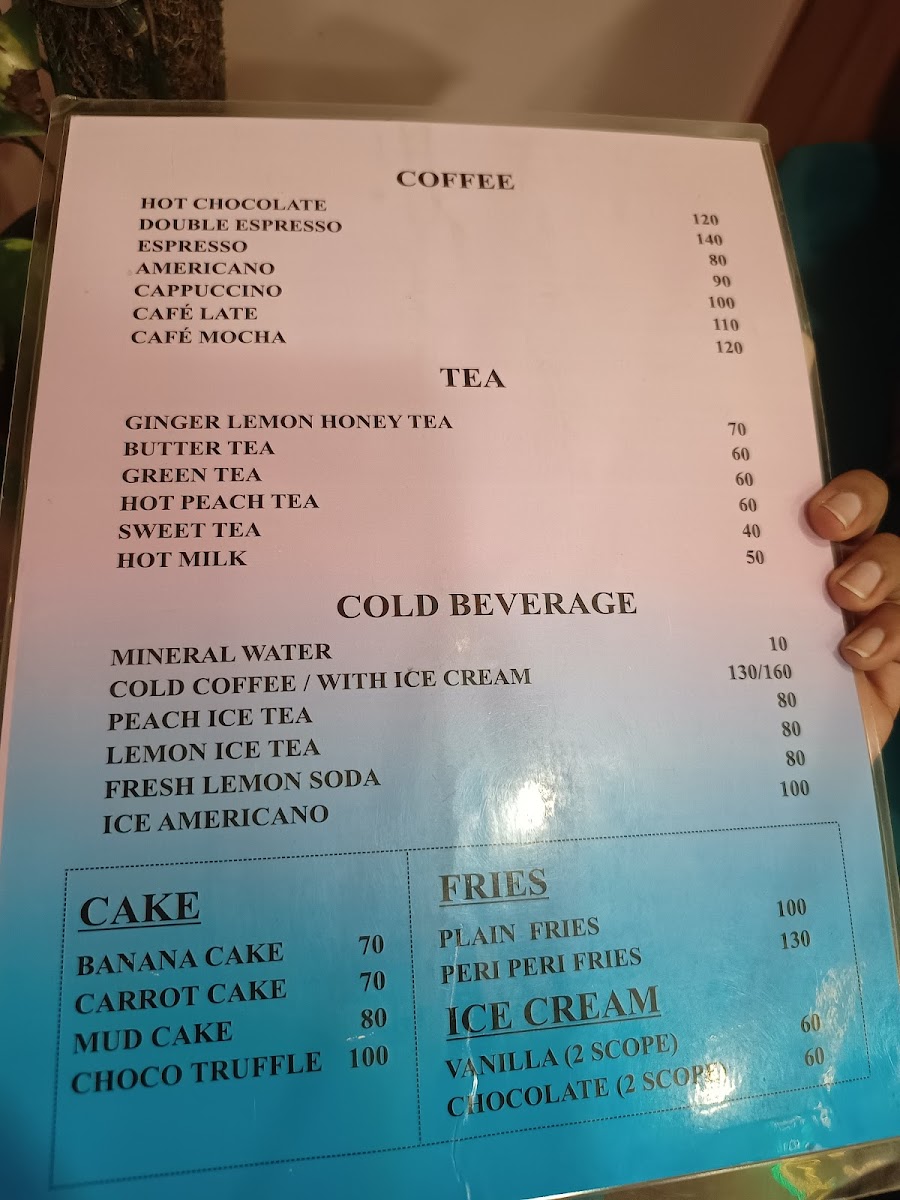 COFFEE
HOT CHOCOLATE 120
DOUBLE ESPRESSO 140
ESPRESSO 80
AMERICANO 90
CAPPUCCINO 100
CAFÉ LATE 110
CAFÉ MOCHA 120
TEA
GINGER LEMON HONEY TEA 70
BUTTER TEA 60
GREEN TEA 60
HOT PEACH TEA 60
SWEET TEA 40
HOT MILK 50
COLD BEVERAGE
MINERAL WATER 10
COLD COFFEE / WITH ICE CREAM 130/160
PEACH ICE TEA 80
LEMON ICE TEA 80
FRESH LEMON SODA 80
ICE AMERICANO 100
CAKE
BANANA CAKE 70
CARROT CAKE 70
MUD CAKE 80
CHOCO TRUFFLE 100
FRIES
PLAIN FRIES 100
PERI PERI FRIES 130
ICE CREAM
VANILLA (2 SCOPE) 60
CHOCOLATE (2 SCOPE) 60